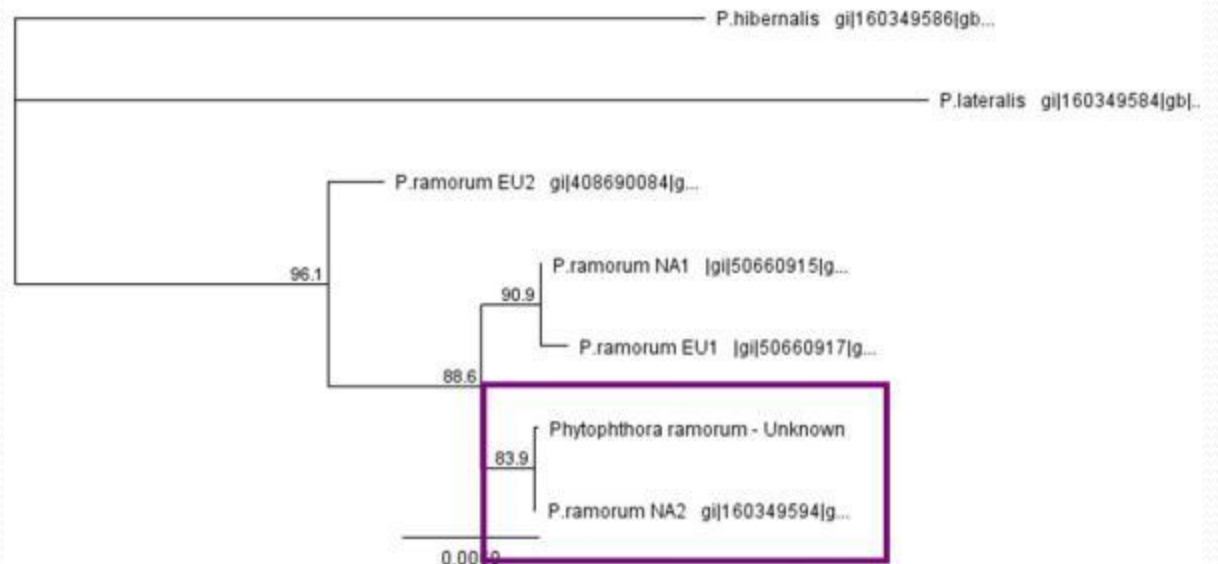 P.hibernalis gi|160349586|gb...
P.lateralis gi|160349584|gb|..
P.ramorum EU2 gi|408690084|g...
96.1
P.ramorum NA1 |gi|50660915|g...
90.9
P.ramorum EU1 |gi|50660917|g...
88.6
Phytophthora ramorum - Unknown
83.9
P.ramorum NA2 gi|160349594|g...